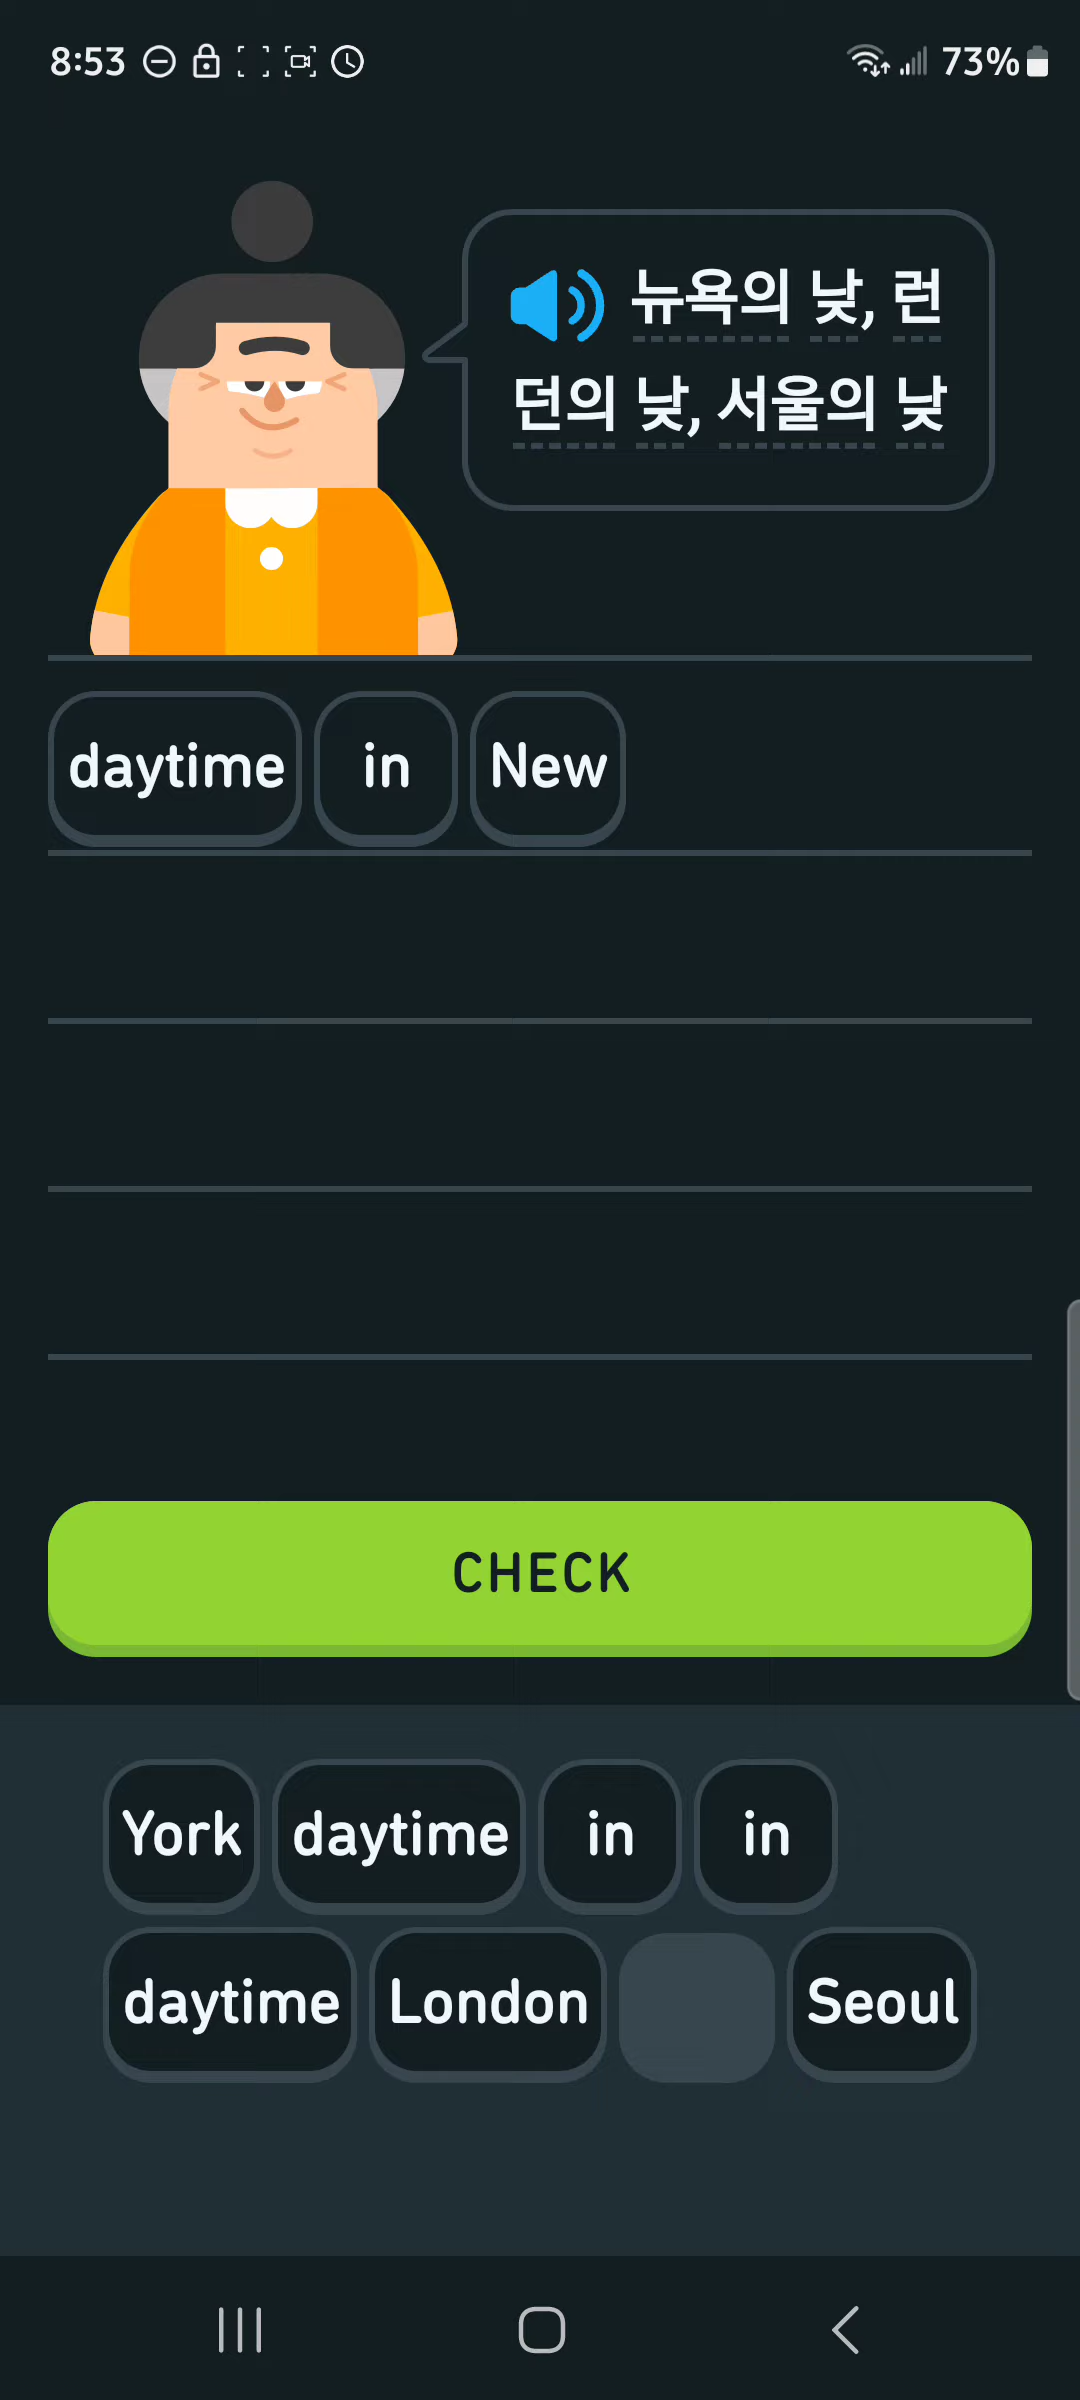 8:53 73%
뉴욕의 낮, 런
던의 낮, 서울의 낮
daytime in New
CHECK
York daytime in in
daytime London Seoul